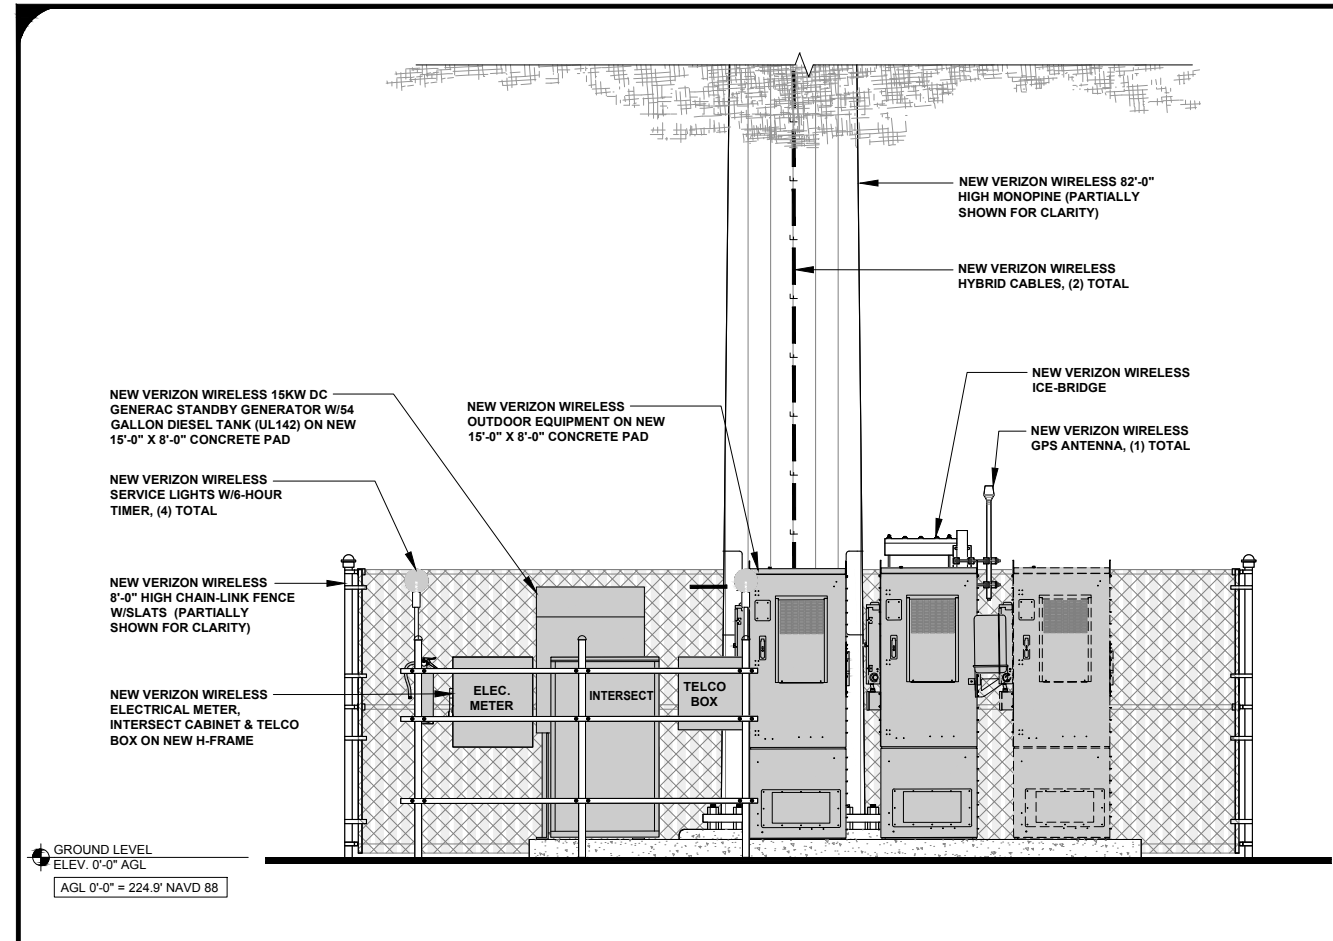 NEW VERIZON WIRELESS 82'-0"
HIGH MONOPINE (PARTIALLY
SHOWN FOR CLARITY)
NEW VERIZON WIRELESS
HYBRID CABLES, (2) TOTAL
NEW VERIZON WIRELESS
ICE-BRIDGE
NEW VERIZON WIRELESS 15KW DC
GENERAC STANDBY GENERATOR W/54
GALLON DIESEL TANK (UL142) ON NEW
15'-0" X 8'-0" CONCRETE PAD
NEW VERIZON WIRELESS
OUTDOOR EQUIPMENT ON NEW
15'-0" X 8'-0" CONCRETE PAD
NEW VERIZON WIRELESS
GPS ANTENNA, (1) TOTAL
NEW VERIZON WIRELESS
SERVICE LIGHTS W/6-HOUR
TIMER, (4) TOTAL
NEW VERIZON WIRELESS
8'-0" HIGH CHAIN-LINK FENCE
W/SLATS (PARTIALLY
SHOWN FOR CLARITY)
NEW VERIZON WIRELESS
ELECTRICAL METER,
INTERSECT CABINET & TELCO
BOX ON NEW H-FRAME
ELEC.
METER
INTERSECT
TELCO
BOX
GROUND LEVEL
ELEV. 0'-0" AGL
AGL 0'-0" = 224.9' NAVD 88